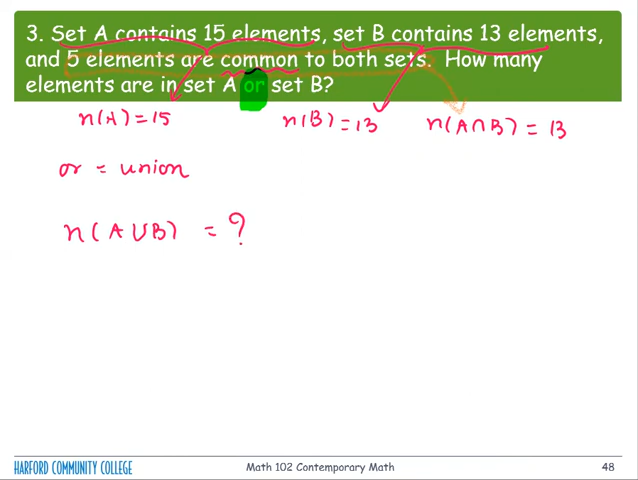 3. Set A contains 15 elements, set B contains 13 elements,
and 5 elements are common to both sets. How many
elements are in set A or set B?
n(A) = 15 n(B) = 13 n(A∩B) = 13
or = union
n(A∪B) = ?
HARFORD COMMUNITY COLLEGE Math 102 Contemporary Math 48